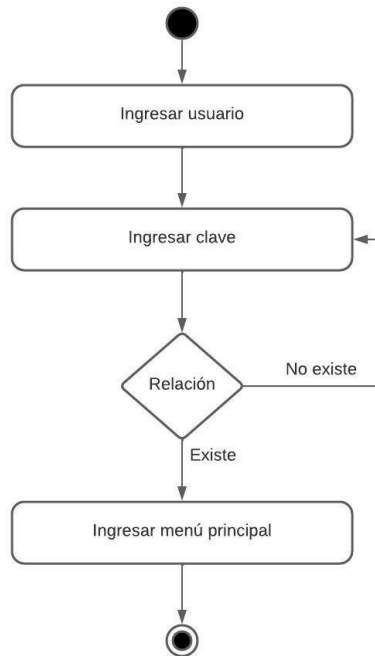 Ingresar usuario
Ingresar clave
Relación
No existe
Existe
Ingresar menú principal